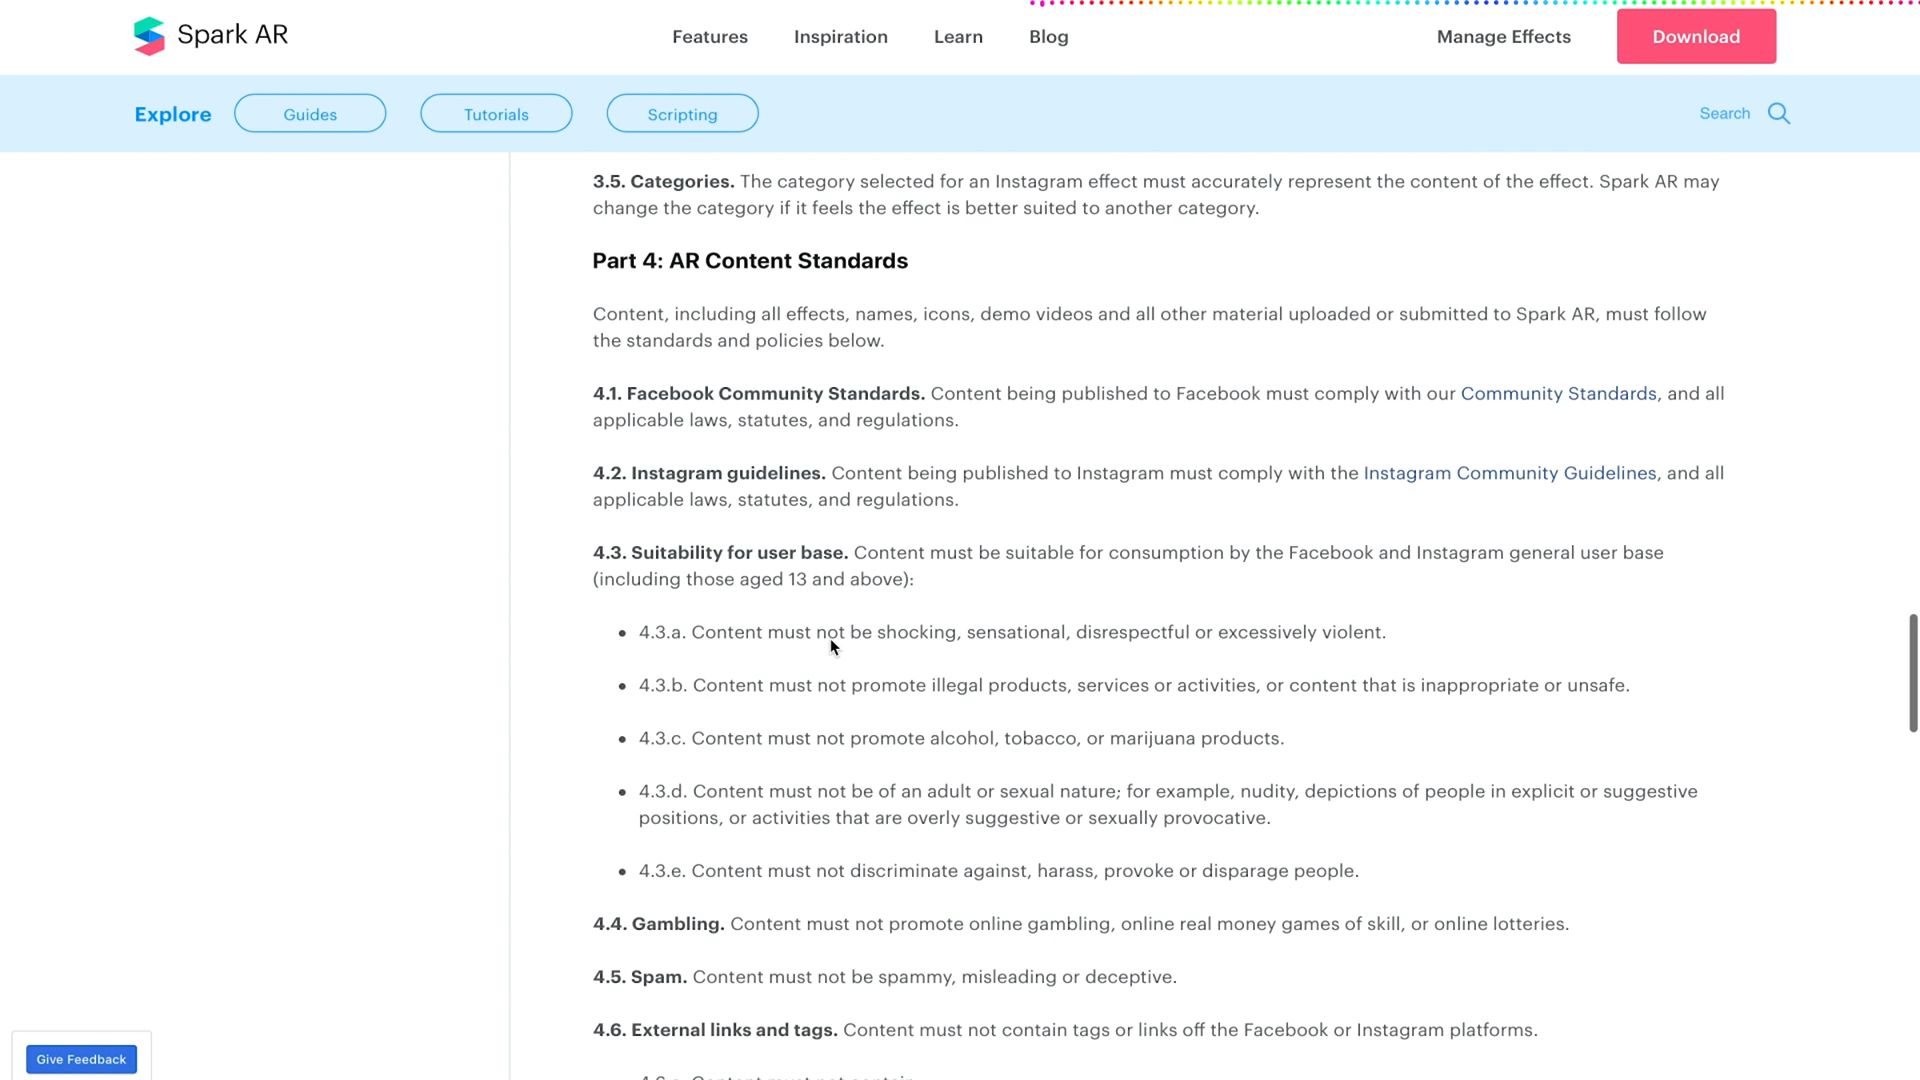 Spark AR
Features
Inspiration
Learn
Blog
Manage Effects
Download
Explore
Guides
Tutorials
Scripting
Search
3.5. Categories. The category selected for an Instagram effect must accurately represent the content of the effect. Spark AR may
change the category if it feels the effect is better suited to another category.
Part 4: AR Content Standards
Content, including all effects, names, icons, demo videos and all other material uploaded or submitted to Spark AR, must follow
the standards and policies below.
4.1. Facebook Community Standards. Content being published to Facebook must comply with our Community Standards, and all
applicable laws, statutes, and regulations.
4.2. Instagram guidelines. Content being published to Instagram must comply with the Instagram Community Guidelines, and all
applicable laws, statutes, and regulations.
4.3. Suitability for user base. Content must be suitable for consumption by the Facebook and Instagram general user base
(including those aged 13 and above):
• 4.3.a. Content must not be shocking, sensational, disrespectful or excessively violent.
• 4.3.b. Content must not promote illegal products, services or activities, or content that is inappropriate or unsafe.
• 4.3.c. Content must not promote alcohol, tobacco, or marijuana products.
• 4.3.d. Content must not be of an adult or sexual nature; for example, nudity, depictions of people in explicit or suggestive
positions, or activities that are overly suggestive or sexually provocative.
• 4.3.e. Content must not discriminate against, harass, provoke or disparage people.
4.4. Gambling. Content must not promote online gambling, online real money games of skill, or online lotteries.
4.5. Spam. Content must not be spammy, misleading or deceptive.
4.6. External links and tags. Content must not contain tags or links off the Facebook or Instagram platforms.
Give Feedback